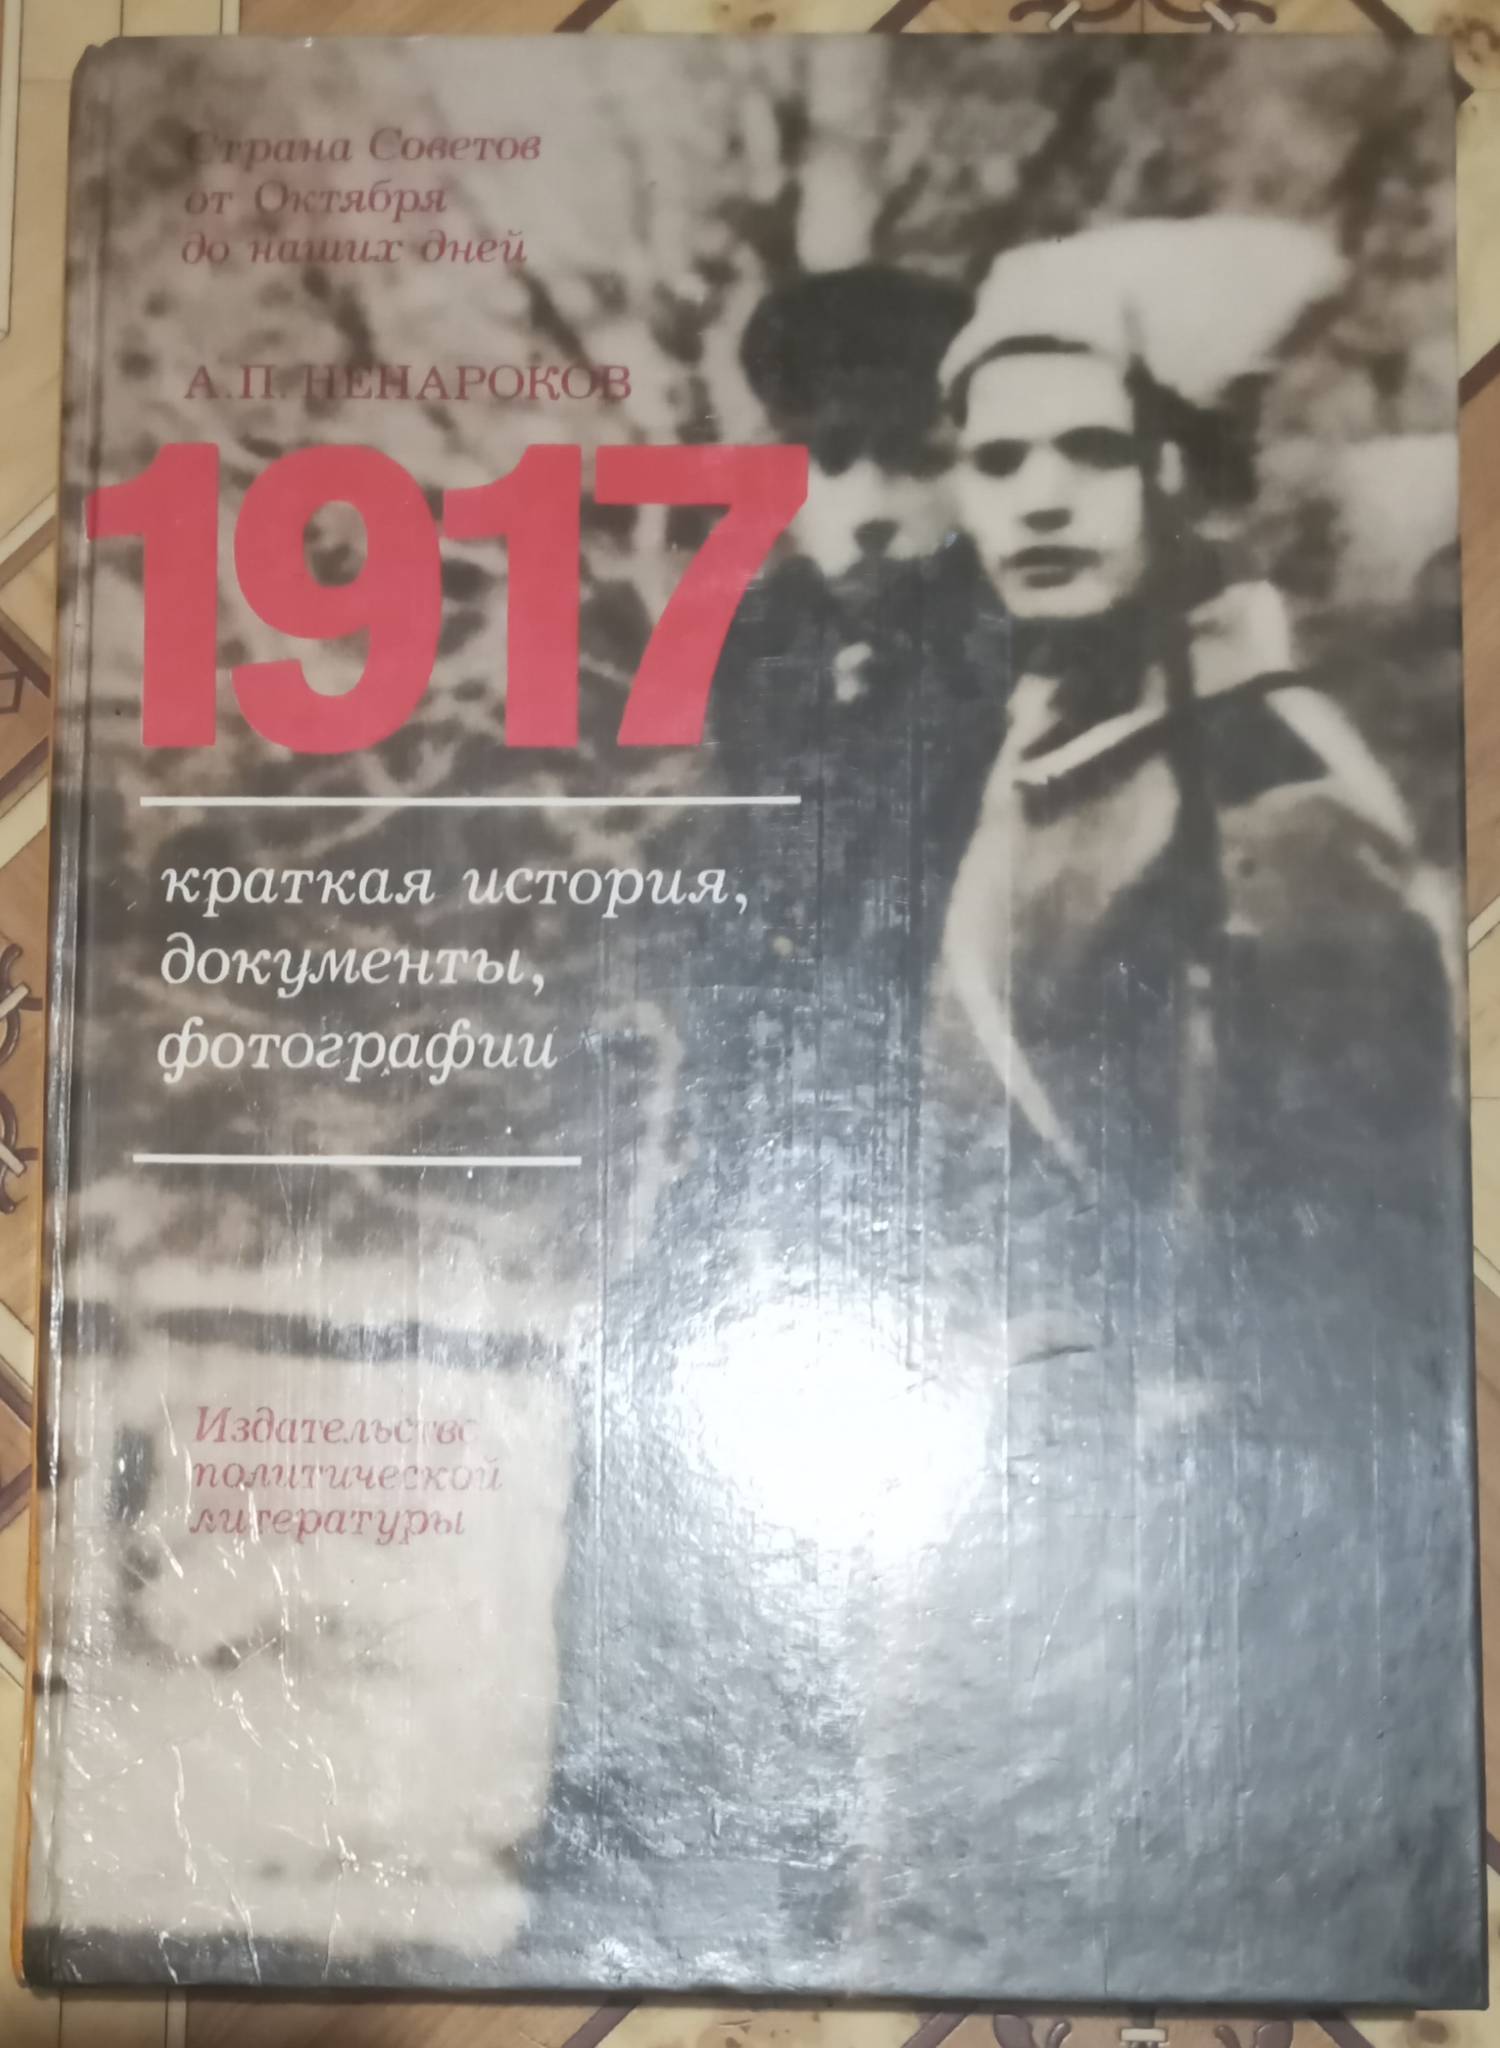 Страна Советов
от Октября
до наших дней
А.П. НЕНАРОКОВ
1917
краткая история,
документы,
фотографии
Издательство
политической
литературы